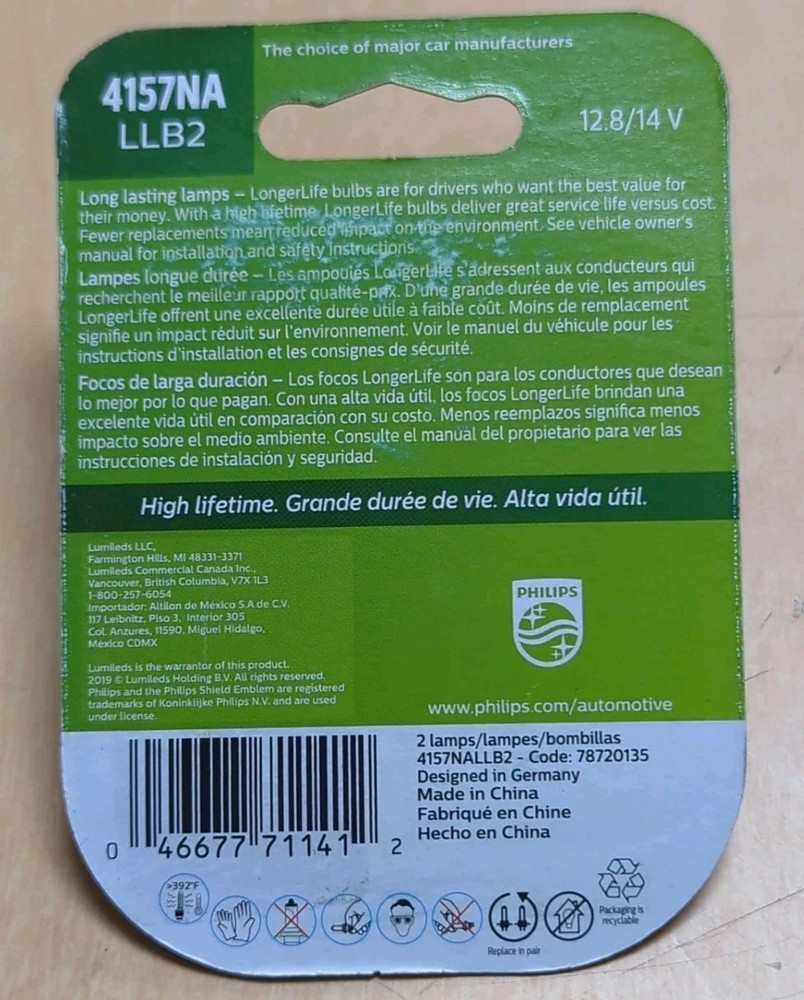 The choice of major car manufacturers
4157NA
LLB2
12.8/14 V
Long lasting lamps – LongerLife bulbs are for drivers who want the best value for
their money. With a high lifetime, LongerLife bulbs deliver great service life versus cost.
Fewer replacements mean reduced impact on the environment. See vehicle owner's
manual for installation and safety instructions
Lampes longue durée – Les ampoules LongerLife s'adressent aux conducteurs qui
recherchent le meilleur rapport qualité-prix. D'une grande durée de vie, les ampoules
LongerLife offrent une excellente durée utile à faible coût. Moins de remplacement
signifie un impact réduit sur l'environnement. Voir le manuel du véhicule pour les
instructions d'installation et les consignes de sécurité.
Focos de larga duración – Los focos LongerLife son para los conductores que desean
lo mejor por lo que pagan. Con una alta vida útil, los focos LongerLife brindan una
excelente vida útil en comparación con su costo. Menos reemplazos significa menos
impacto sobre el medio ambiente. Consulte el manual del propietario para ver las
instrucciones de instalación y seguridad.
High lifetime. Grande durée de vie. Alta vida útil.
Lumileds LLC,
Farmington Hills, MI 48331-3371
Lumileds Commercial Canada Inc.,
Vancouver, British Columbia, V7X 1L3
1-800-257-6054
Importador: Altilon de México S.A de C.V.
117 Leibnitz, Piso 3, Interior 305
Col. Anzures, 11590, Miguel Hidalgo,
México CDMX
Lumileds is the warrantor of this product.
2019 © Lumileds Holding B.V. All rights reserved.
Philips and the Philips Shield Emblem are registered
trademarks of Koninklijke Philips N.V. and are used
under license.
PHILIPS
www.philips.com/automotive
2 lamps/lampes/bombillas
4157NALLB2 - Code: 78720135
Designed in Germany
Made in China
Fabriqué en Chine
Hecho en China
0 46677 71141 2
>392°F
Replace in pair
Packaging is
recyclable